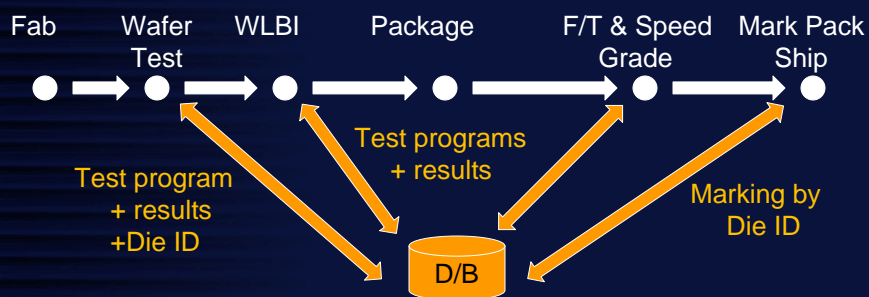 Fab
Wafer
Test
WLBI
Package
F/T & Speed
Grade
Mark Pack
Ship
Test program
+ results
+Die ID
Test programs
+ results
Marking by
Die ID
D/B